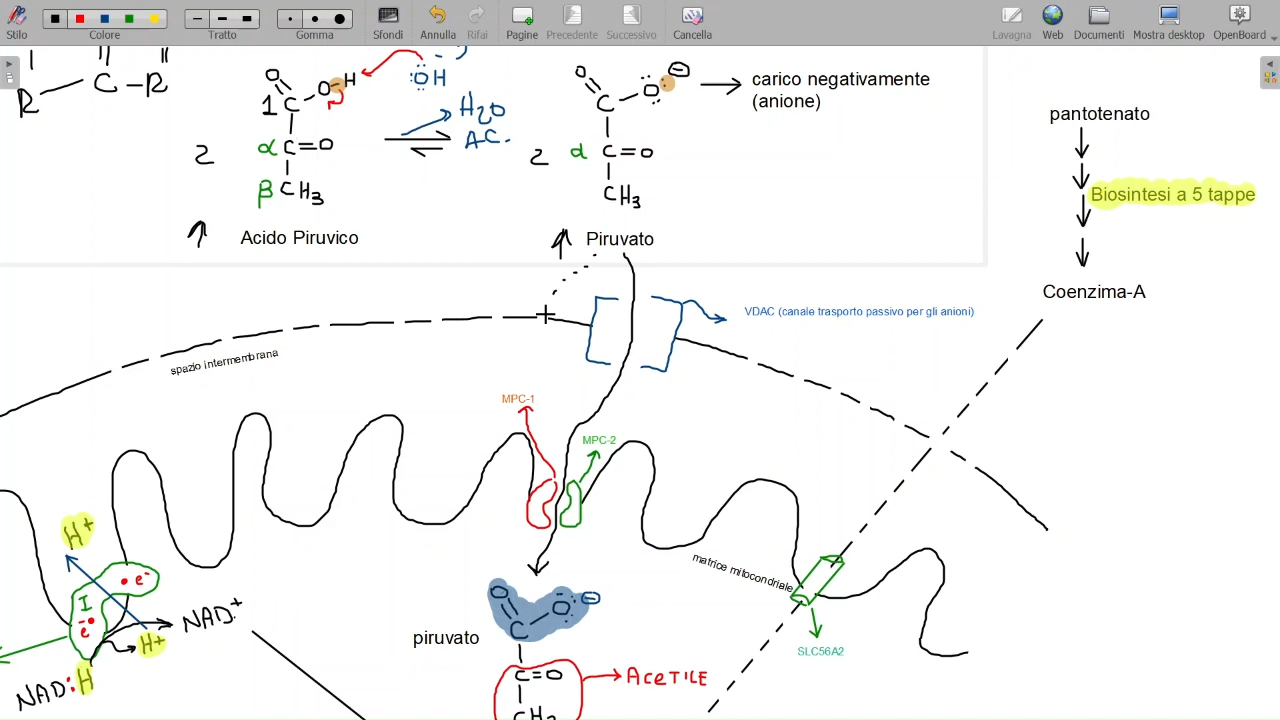 Stilo
Colore
Tratto
Gomma
Sfondi
Annulla
Rifai
Pagine
Precedente
Successivo
Cancella
Lavagna
Web
Documenti
Mostra desktop
OpenBoard
R
C-R
O
O-H
:ÖH
1 C
H2O
A.C.
2
α C=O
β CH3
Acido Piruvico
O
O
C
2
α C=O
CH3
Piruvato
carico negativamente
(anione)
pantotenato
Biosintesi a 5 tappe
Coenzima-A
VDAC (canale trasporto passivo per gli anioni)
spazio intermembrana
MPC-1
MPC-2
matrice mitocondriale
SLC56A2
H+
e-
I
e-
NAD+
H+
NAD:H
piruvato
O
O
C
C=O
CH3
ACETILE